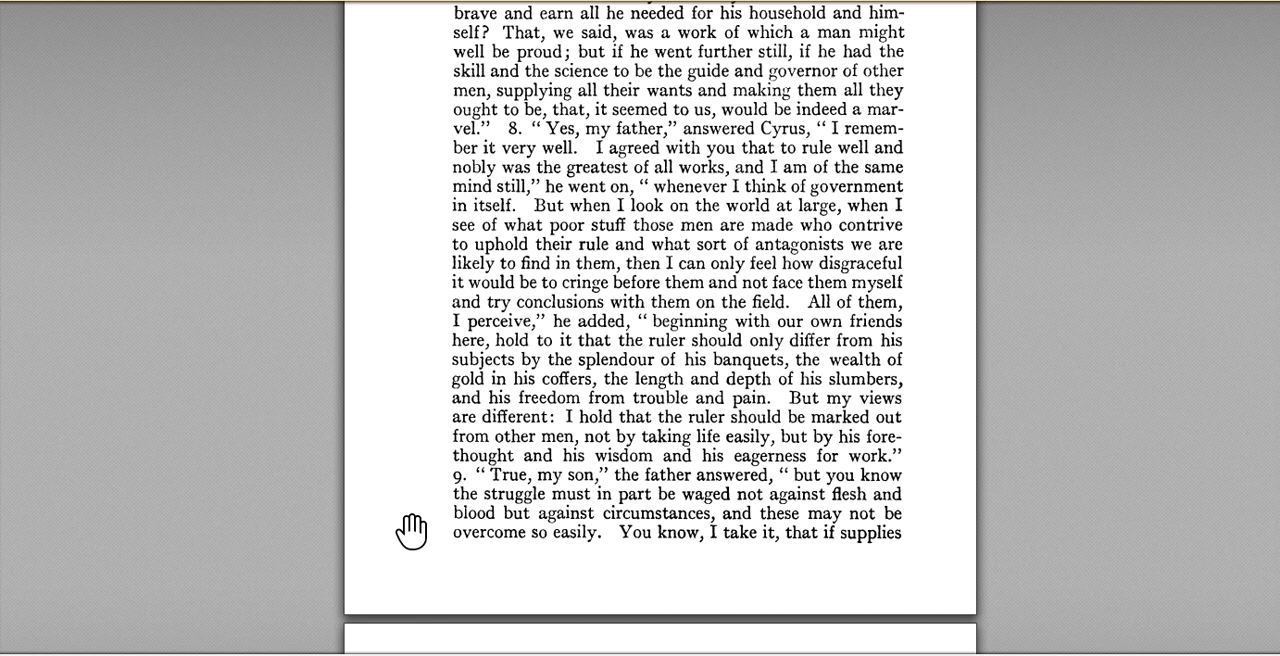 brave and earn all he needed for his household and him-
self? That, we said, was a work of which a man might
well be proud; but if he went further still, if he had the
skill and the science to be the guide and governor of other
men, supplying all their wants and making them all they
ought to be, that, it seemed to us, would be indeed a mar-
vel.” 8. “ Yes, my father,” answered Cyrus, “ I remem-
ber it very well. I agreed with you that to rule well and
nobly was the greatest of all works, and I am of the same
mind still,” he went on, “ whenever I think of government
in itself. But when I look on the world at large, when I
see of what poor stuff those men are made who contrive
to uphold their rule and what sort of antagonists we are
likely to find in them, then I can only feel how disgraceful
it would be to cringe before them and not face them myself
and try conclusions with them on the field. All of them,
I perceive,” he added, “ beginning with our own friends
here, hold to it that the ruler should only differ from his
subjects by the splendour of his banquets, the wealth of
gold in his coffers, the length and depth of his slumbers,
and his freedom from trouble and pain. But my views
are different: I hold that the ruler should be marked out
from other men, not by taking life easily, but by his fore-
thought and his wisdom and his eagerness for work.”
9. “ True, my son,” the father answered, “ but you know
the struggle must in part be waged not against flesh and
blood but against circumstances, and these may not be
overcome so easily. You know, I take it, that if supplies